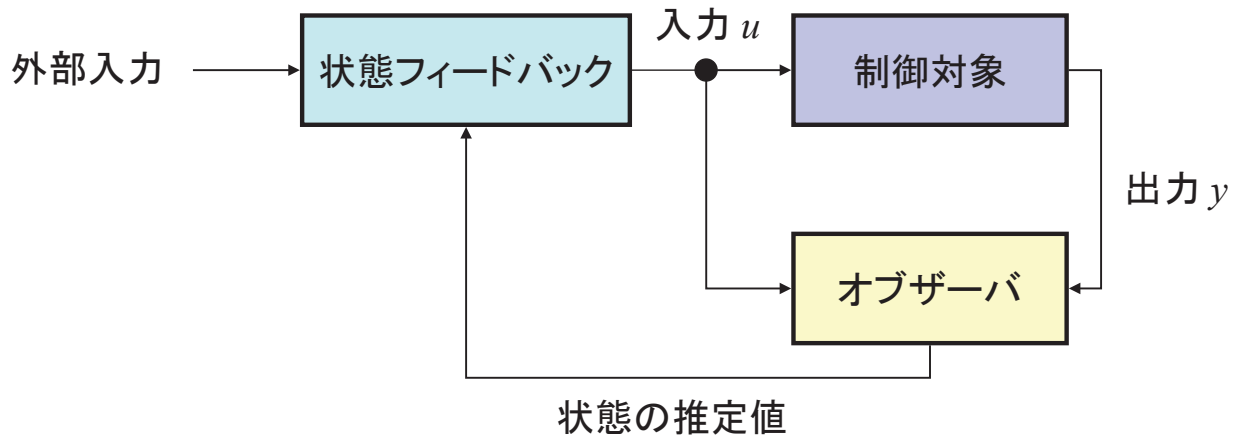 入力 u
外部入力
状態フィードバック
制御対象
出力 y
オブザーバ
状態の推定値